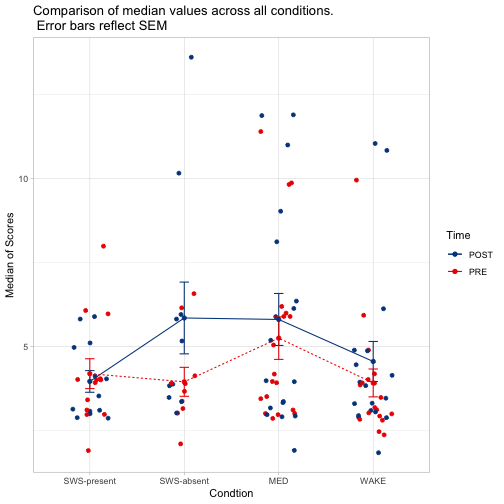 Comparison of median values across all conditions.
Error bars reflect SEM
Median of Scores
10
5
SWS-present
SWS-absent
MED
WAKE
Condtion
Time
POST
PRE